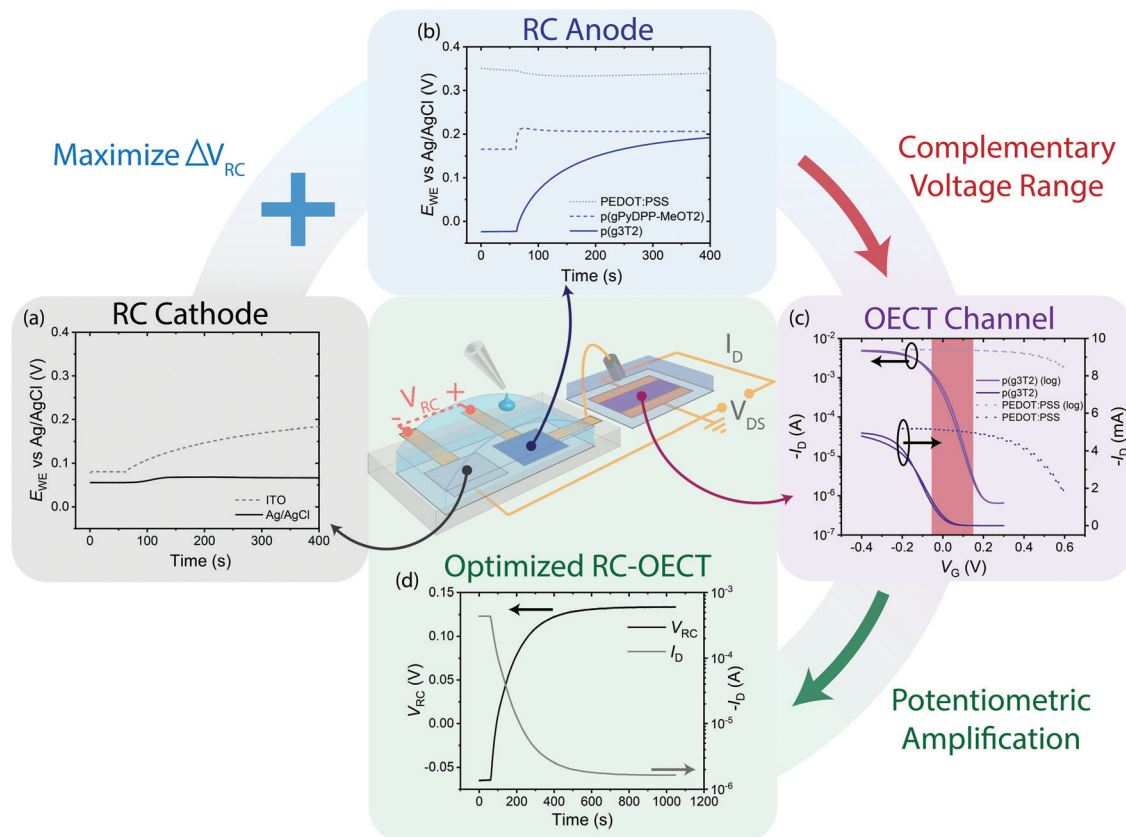 RC Anode
(b)
0.4
0.3
0.2
0.1
0.0
E_WE vs Ag/AgCl (V)
PEDOT:PSS
p(gPyDPP-MeOT2)
p(g3T2)
0 100 200 300 400
Time (s)
Maximize ΔV_RC
+
Complementary
Voltage Range
RC Cathode
(a)
0.4
0.3
0.2
0.1
0.0
E_WE vs Ag/AgCl (V)
ITO
Ag/AgCl
0 100 200 300 400
Time (s)
V_RC +
I_D
V_DS
OECT Channel
(c)
10^-2
10^-3
10^-4
10^-5
10^-6
10^-7
-I_D (A)
p(g3T2) (log)
p(g3T2)
PEDOT:PSS (log)
PEDOT:PSS
10
8
6
4
2
0
-I_D (mA)
-0.4 -0.2 0.0 0.2 0.4 0.6
V_G (V)
Optimized RC-OECT
(d)
0.15
0.10
0.05
0.00
-0.05
V_RC (V)
V_RC
I_D
10^-3
10^-4
10^-5
10^-6
-I_D (A)
0 200 400 600 800 1000 1200
Time (s)
Potentiometric
Amplification